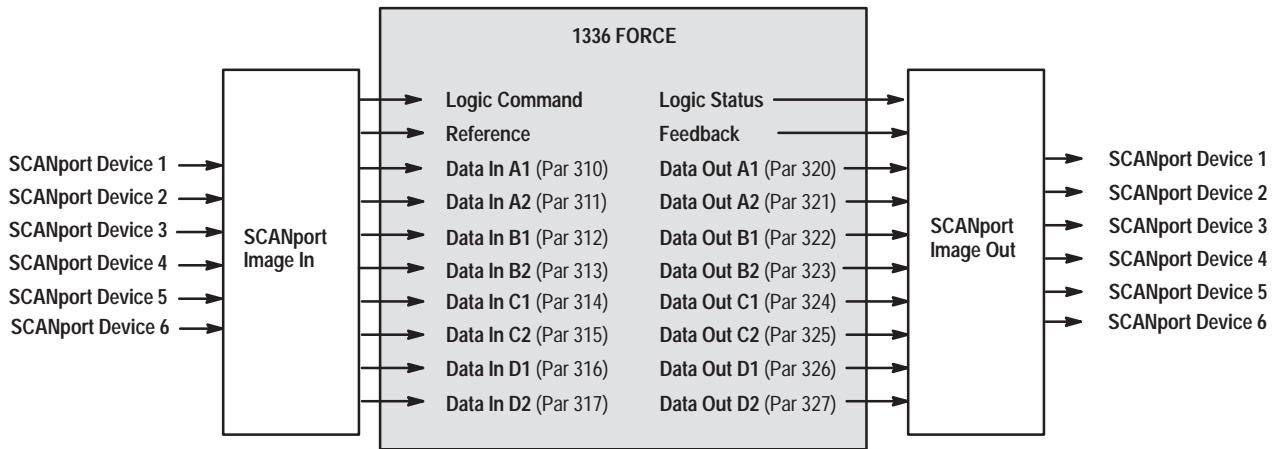 1336 FORCE
SCANport Device 1
SCANport Device 2
SCANport Device 3
SCANport Device 4
SCANport Device 5
SCANport Device 6
SCANport
Image In
Logic Command
Reference
Data In A1 (Par 310)
Data In A2 (Par 311)
Data In B1 (Par 312)
Data In B2 (Par 313)
Data In C1 (Par 314)
Data In C2 (Par 315)
Data In D1 (Par 316)
Data In D2 (Par 317)
Logic Status
Feedback
Data Out A1 (Par 320)
Data Out A2 (Par 321)
Data Out B1 (Par 322)
Data Out B2 (Par 323)
Data Out C1 (Par 324)
Data Out C2 (Par 325)
Data Out D1 (Par 326)
Data Out D2 (Par 327)
SCANport
Image Out
SCANport Device 1
SCANport Device 2
SCANport Device 3
SCANport Device 4
SCANport Device 5
SCANport Device 6